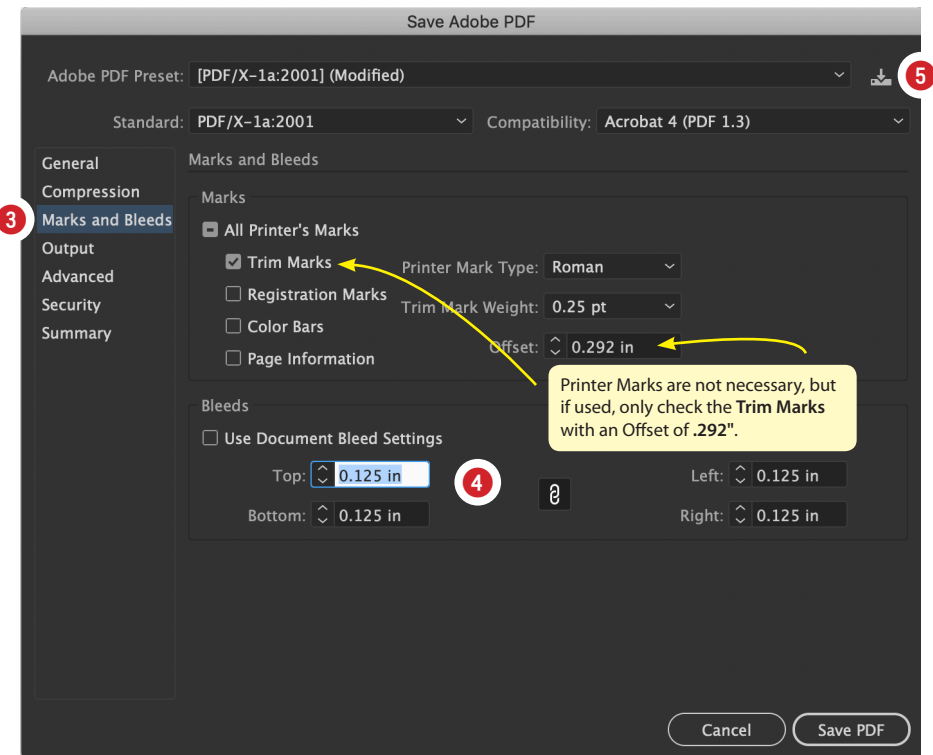 Save Adobe PDF
Adobe PDF Preset: [PDF/X-1a:2001] (Modified)
5
Standard: PDF/X-1a:2001 Compatibility: Acrobat 4 (PDF 1.3)
General
Compression
3 Marks and Bleeds
Output
Advanced
Security
Summary
Marks and Bleeds
Marks
All Printer's Marks
Trim Marks
Registration Marks
Color Bars
Page Information
Printer Mark Type: Roman
Trim Mark Weight: 0.25 pt
Offset: 0.292 in
Printer Marks are not necessary, but
if used, only check the Trim Marks
with an Offset of .292".
Bleeds
Use Document Bleed Settings
Top: 0.125 in
4
Left: 0.125 in
Bottom: 0.125 in
Right: 0.125 in
Cancel Save PDF